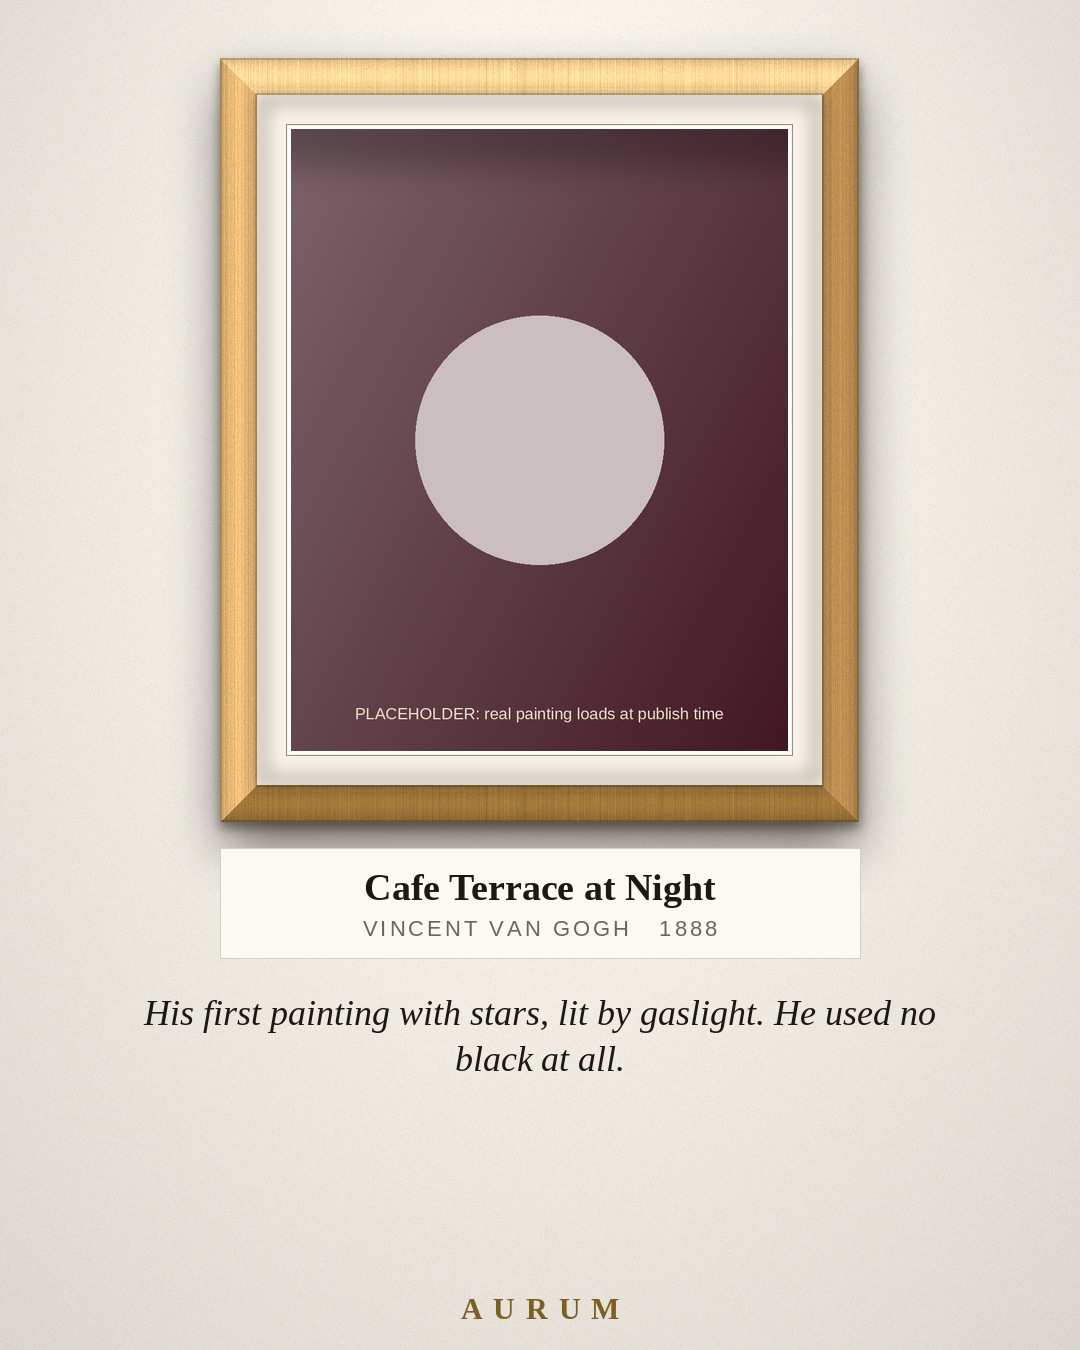 PLACEHOLDER: real painting loads at publish time
Cafe Terrace at Night
VINCENT VAN GOGH 1888
His first painting with stars, lit by gaslight. He used no
black at all.
AURUM